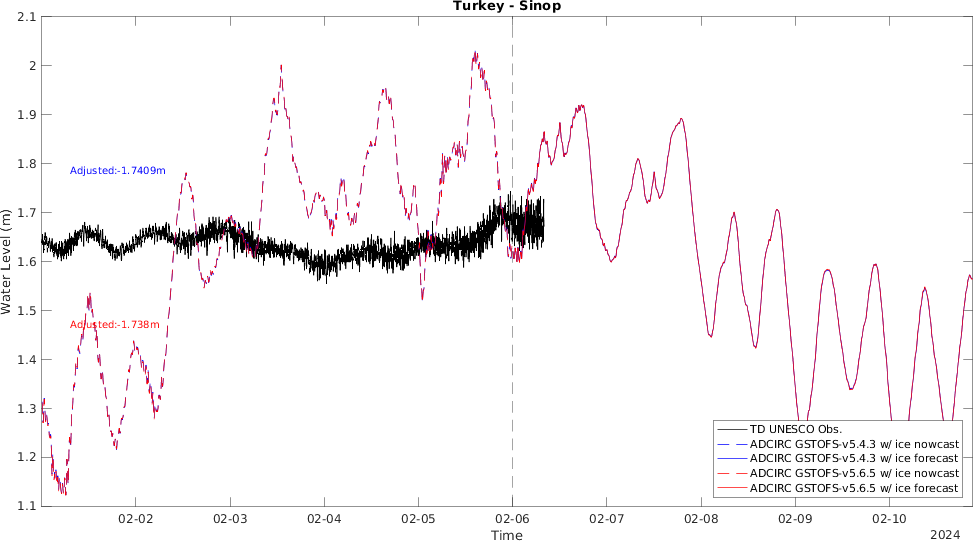 Turkey - Sinop
2.1
2
1.9
1.8
1.7
1.6
1.5
1.4
1.3
1.2
1.1
Water Level (m)
Adjusted:-1.7409m
Adjusted:-1.738m
TD UNESCO Obs.
ADCIRC GSTOFS-v5.4.3 w/ ice nowcast
ADCIRC GSTOFS-v5.4.3 w/ ice forecast
ADCIRC GSTOFS-v5.6.5 w/ ice nowcast
ADCIRC GSTOFS-v5.6.5 w/ ice forecast
02-02 02-03 02-04 02-05 02-06 02-07 02-08 02-09 02-10
Time
2024